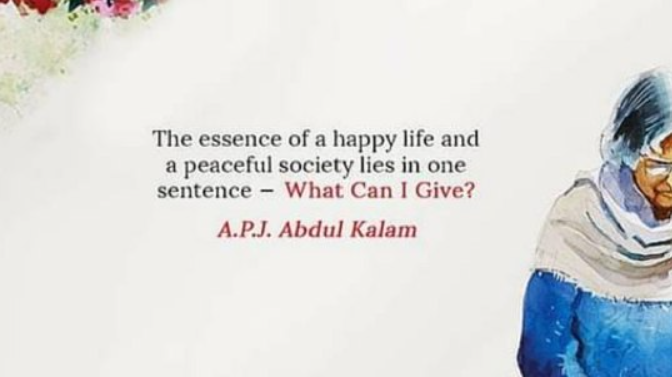 The essence of a happy life and
a peaceful society lies in one
sentence – What Can I Give?
A.P.J. Abdul Kalam